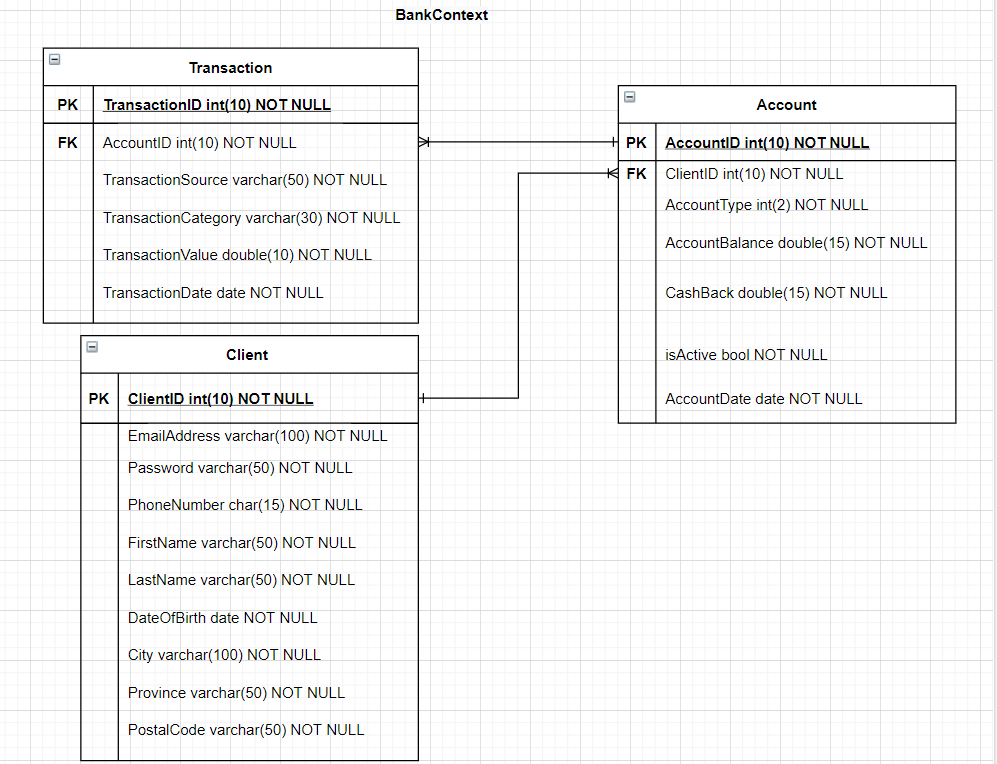 BankContext
Transaction
PK TransactionID int(10) NOT NULL
FK AccountID int(10) NOT NULL
TransactionSource varchar(50) NOT NULL
TransactionCategory varchar(30) NOT NULL
TransactionValue double(10) NOT NULL
TransactionDate date NOT NULL
Account
PK AccountID int(10) NOT NULL
FK ClientID int(10) NOT NULL
AccountType int(2) NOT NULL
AccountBalance double(15) NOT NULL
CashBack double(15) NOT NULL
isActive bool NOT NULL
AccountDate date NOT NULL
Client
PK ClientID int(10) NOT NULL
EmailAddress varchar(100) NOT NULL
Password varchar(50) NOT NULL
PhoneNumber char(15) NOT NULL
FirstName varchar(50) NOT NULL
LastName varchar(50) NOT NULL
DateOfBirth date NOT NULL
City varchar(100) NOT NULL
Province varchar(50) NOT NULL
PostalCode varchar(50) NOT NULL